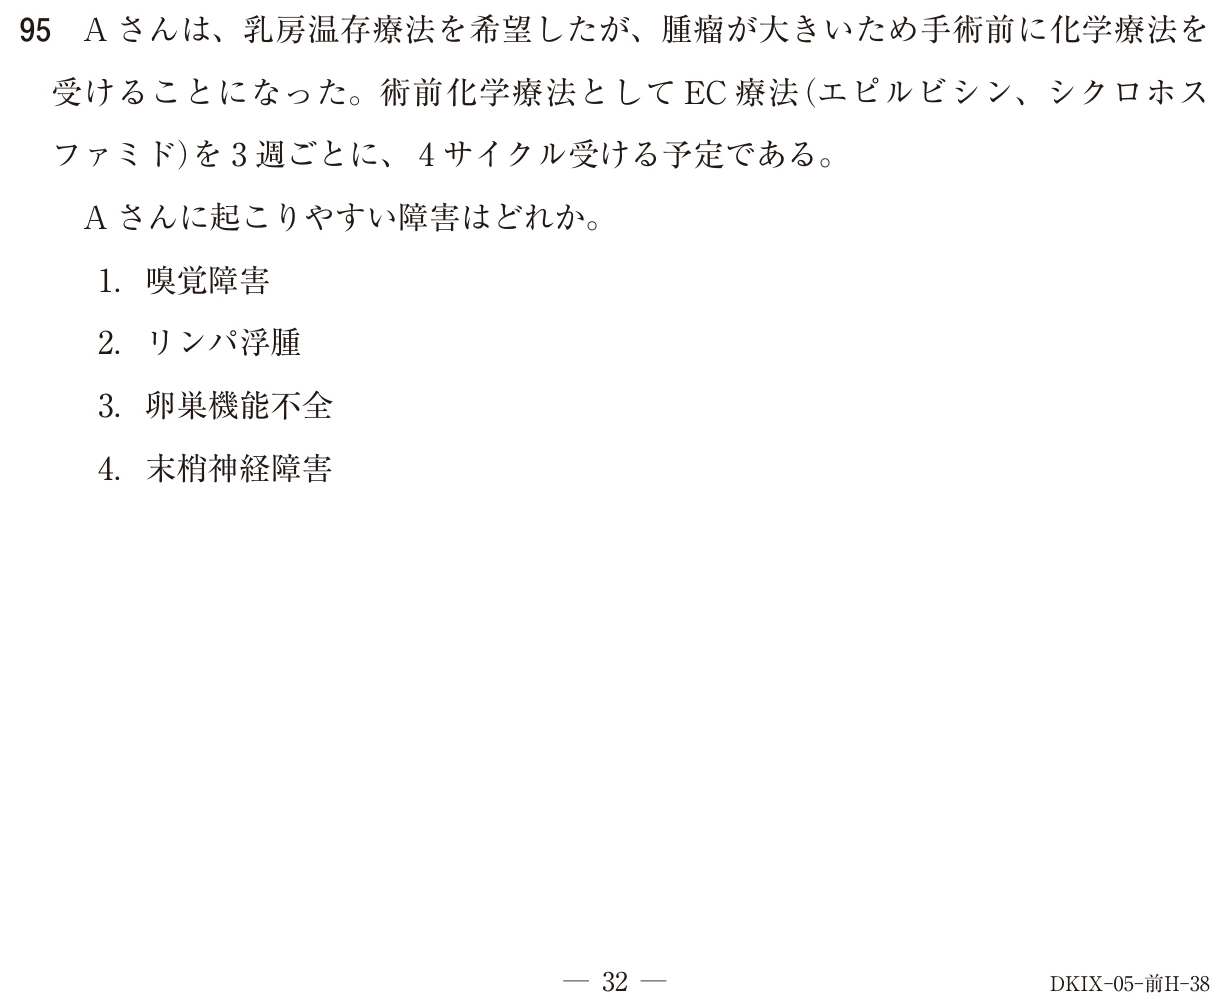 95 Aさんは、乳房温存療法を希望したが、腫瘤が大きいため手術前に化学療法を
受けることになった。術前化学療法として EC 療法(エピルビシン、シクロホス
ファミド)を 3 週ごとに、 4 サイクル受ける予定である。
A さんに起こりやすい障害はどれか。
1. 嗅覚障害
2. リンパ浮腫
3. 卵巣機能不全
4. 末梢神経障害
— 32 —
DKIX-05-前H-38